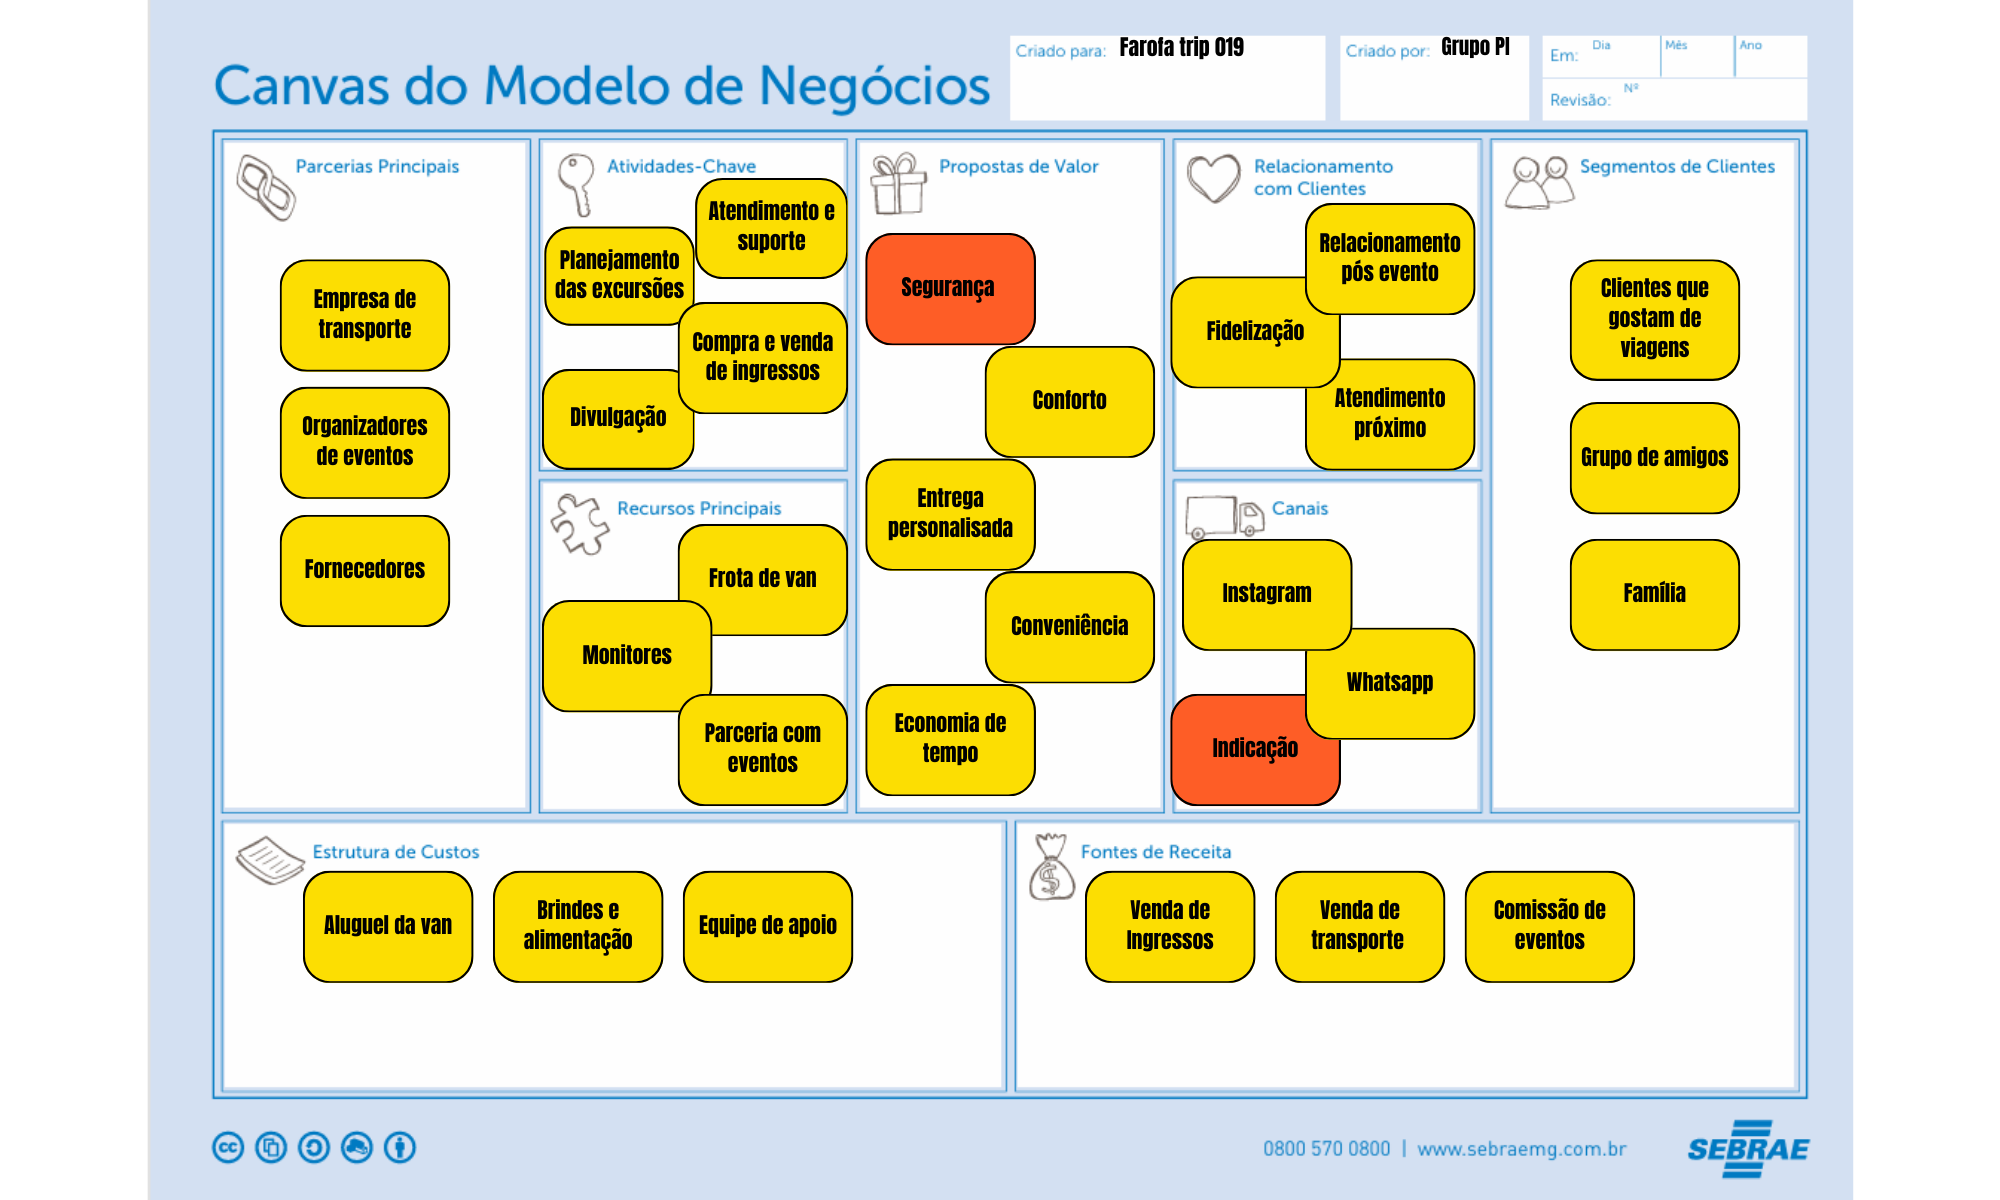 Canvas do Modelo de Negócios
Criado para: Farofa trip 019
Criado por: Grupo PI
Em:
Dia
Mês
Ano
Revisão:
Nº
Parcerias Principais
Empresa de
transporte
Organizadores
de eventos
Fornecedores
Atividades-Chave
Atendimento e
suporte
Planejamento
das excursões
Compra e venda
de ingressos
Divulgação
Recursos Principais
Frota de van
Monitores
Parceria com
eventos
Propostas de Valor
Segurança
Conforto
Entrega
personalisada
Conveniência
Economia de
tempo
Relacionamento
com Clientes
Relacionamento
pós evento
Fidelização
Atendimento
próximo
Canais
Instagram
Whatsapp
Indicação
Segmentos de Clientes
Clientes que
gostam de
viagens
Grupo de amigos
Família
Estrutura de Custos
Aluguel da van
Brindes e
alimentação
Equipe de apoio
Fontes de Receita
Venda de
Ingressos
Venda de
transporte
Comissão de
eventos
cc
0800 570 0800 | www.sebraemg.com.br
SEBRAE